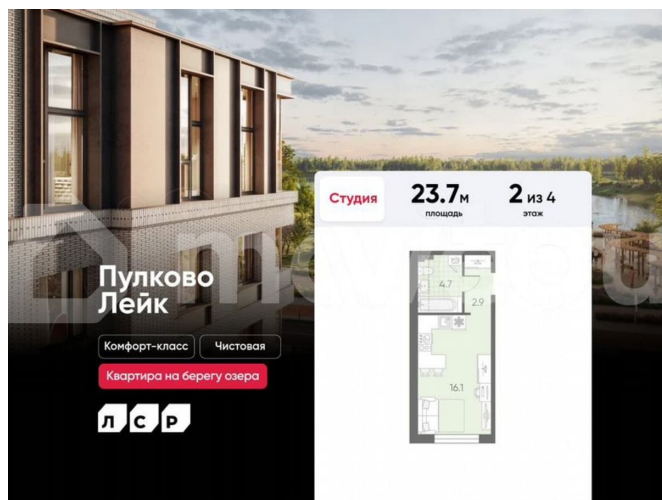 Студия
23.7 м
площадь
2 из 4
этаж
Пулково
Лейк
Комфорт-класс
Чистовая
Квартира на берегу озера
ЛСР
4.7
2.9
16.1